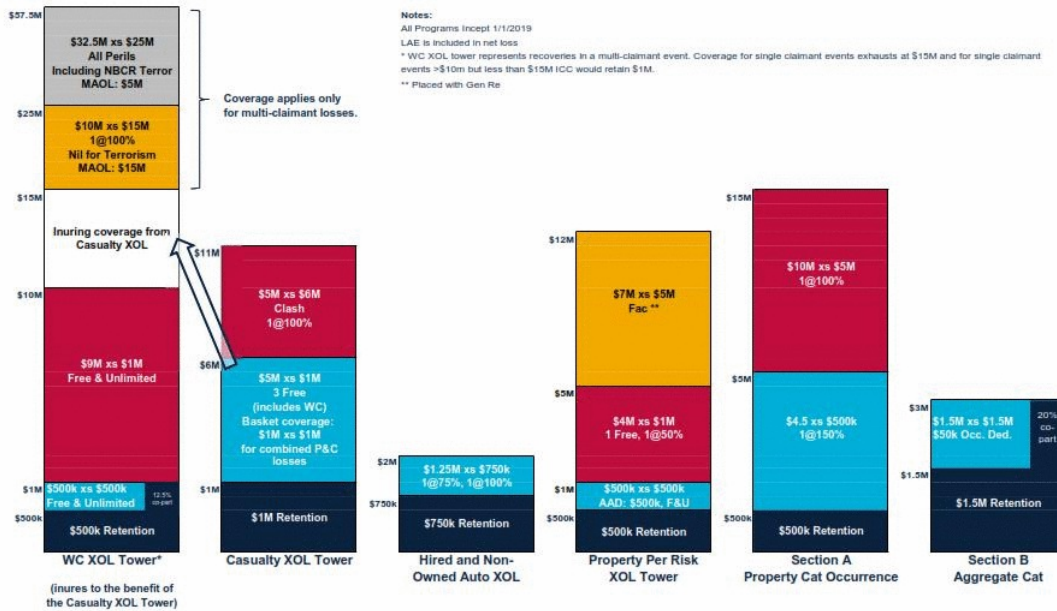 $57.5M
$32.5M xs $25M
All Perils
Including NBCR Terror
MAOL: $5M
$25M
$10M xs $15M
1@100%
Nil for Terrorism
MAOL: $15M
$15M
Inuring coverage from
Casualty XOL
$10M
$9M xs $1M
Free & Unlimited
$1M
$500k xs $500k
Free & Unlimited
12.5%
co-part
$500k
$500k Retention
WC XOL Tower*
(inures to the benefit of
the Casualty XOL Tower)
Coverage applies only
for multi-claimant losses.
Notes:
All Programs Incept 1/1/2019
LAE is included in net loss
* WC XOL tower represents recoveries in a multi-claimant event. Coverage for single claimant events exhausts at $15M and for single claimant
events >$10m but less than $15M ICC would retain $1M.
** Placed with Gen Re
$11M
$5M xs $6M
Clash
1@100%
$6M
$5M xs $1M
3 Free
(includes WC)
Basket coverage:
$1M xs $1M
for combined P&C
losses
$1M
$1M Retention
Casualty XOL Tower
$2M
$1.25M xs $750k
1@75%, 1@100%
$750k
$750k Retention
Hired and Non-
Owned Auto XOL
$12M
$7M xs $5M
Fac **
$5M
$4M xs $1M
1 Free, 1@50%
$1M
$500k xs $500k
AAD: $500k, F&U
$500k
$500k Retention
Property Per Risk
XOL Tower
$15M
$10M xs $5M
1@100%
$5M
$4.5 xs $500k
1@150%
$500k
$500k Retention
Section A
Property Cat Occurrence
$3M
$1.5M xs $1.5M
$50k Occ. Ded.
20%
co-
part
$1.5M
$1.5M Retention
Section B
Aggregate Cat